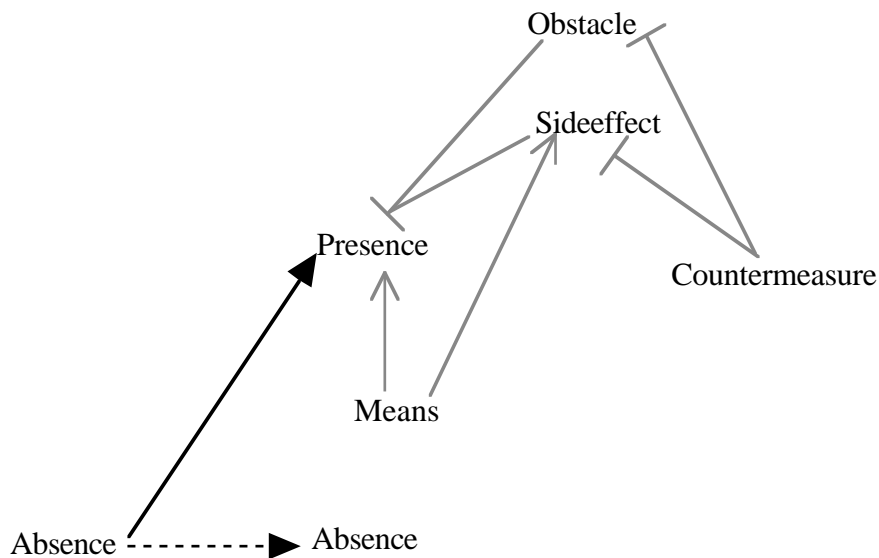 Obstacle
Sideeffect
Presence
Countermeasure
Means
Absence
Absence